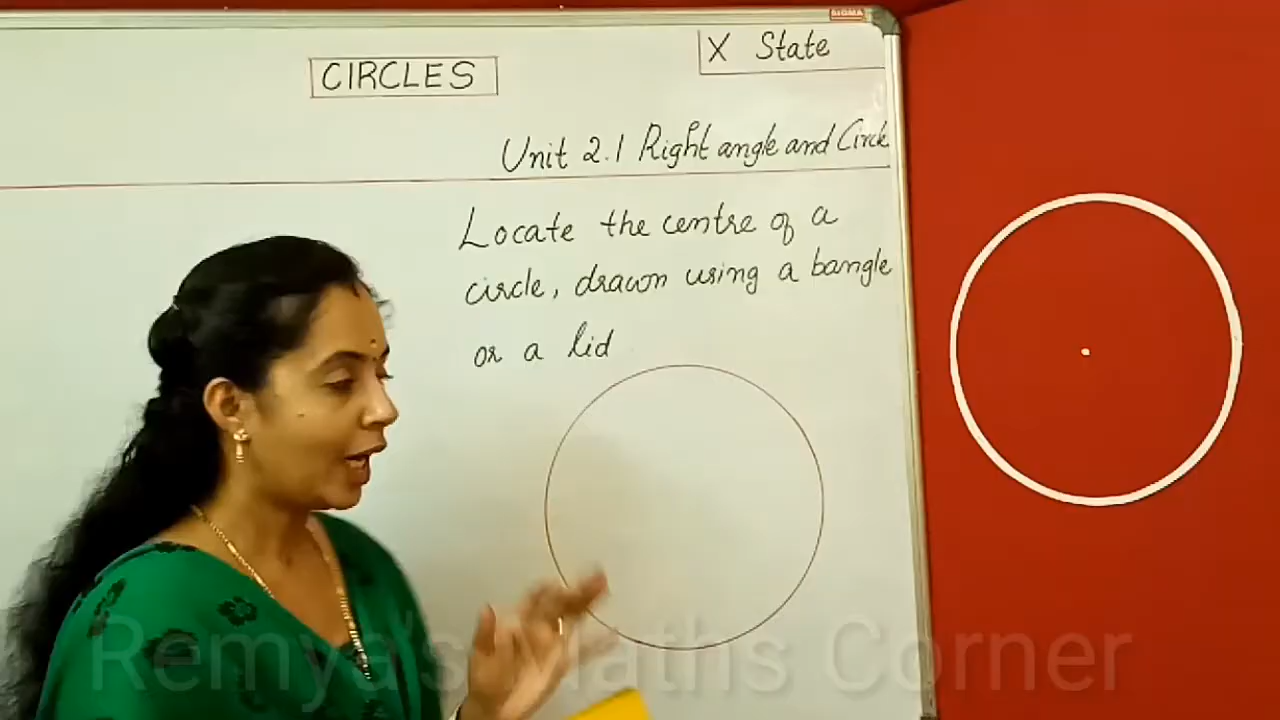 SIGMA
X State
CIRCLES
Unit 2.1 Right angle and Circle
Locate the centre of a
circle, drawn using a bangle
or a lid
Remya's Maths Corner